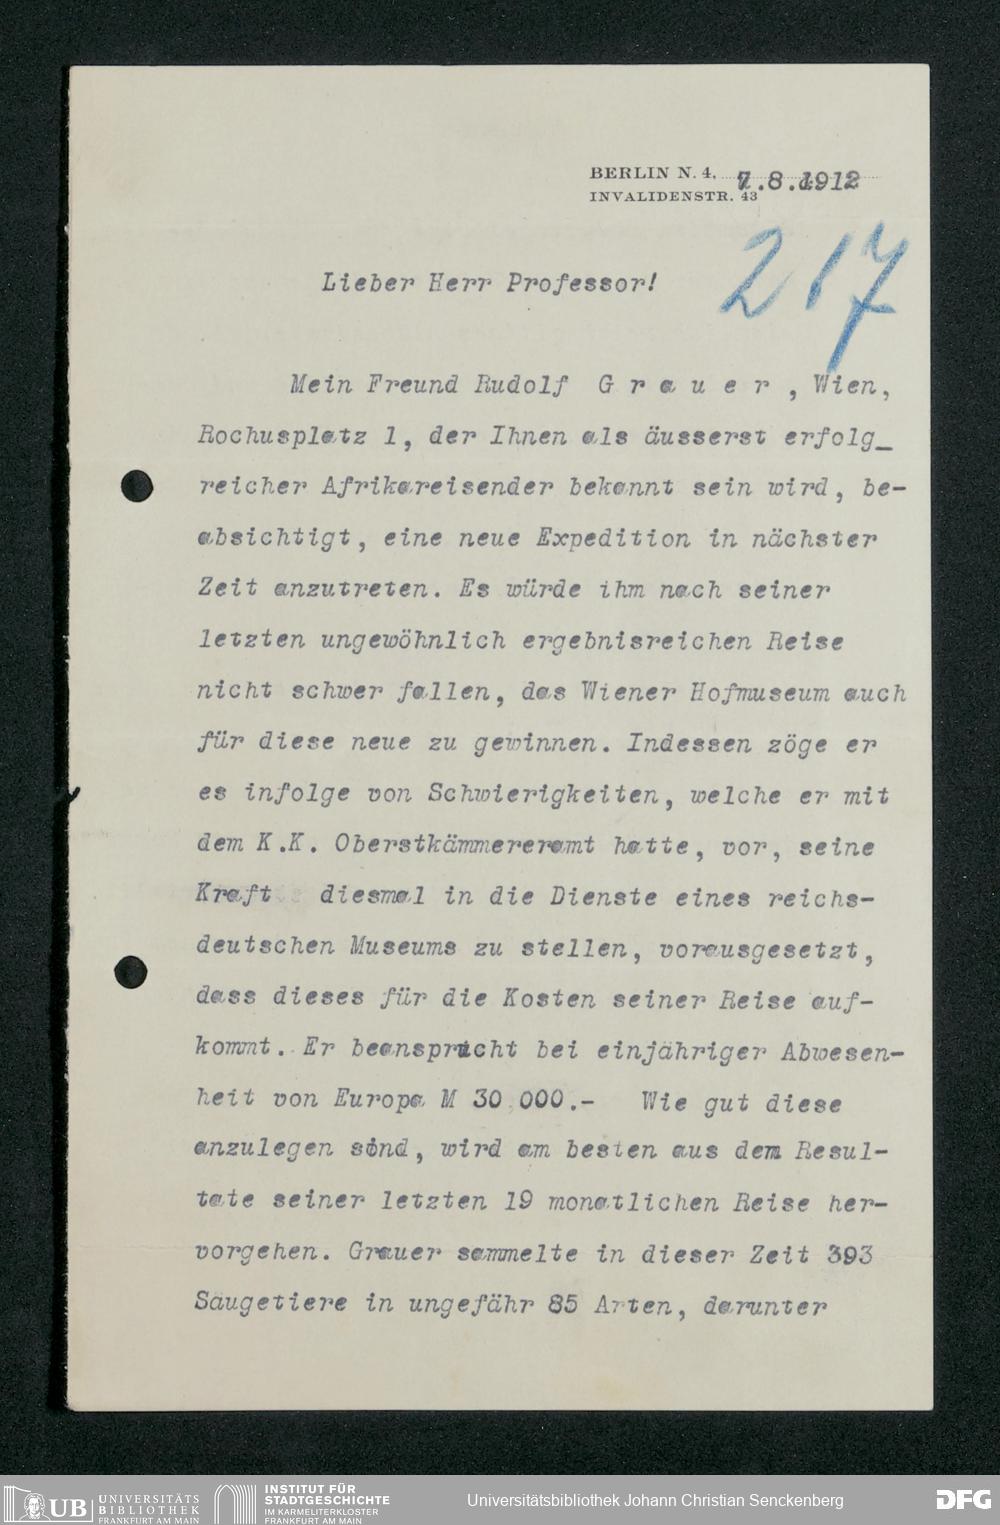 BERLIN N. 4, 7.8.1912
INVALIDENSTR. 43
217
Lieber Herr Professor!
Mein Freund Rudolf G r a u e r , Wien,
Rochusplatz 1, der Ihnen als äusserst erfolg_
reicher Afrikareisender bekannt sein wird, be-
absichtigt, eine neue Expedition in nächster
Zeit anzutreten. Es würde ihm nach seiner
letzten ungewöhnlich ergebnisreichen Reise
nicht schwer fallen, das Wiener Hofmuseum auch
für diese neue zu gewinnen. Indessen zöge er
es infolge von Schwierigkeiten, welche er mit
dem K.K. Oberstkämmereramt hatte, vor, seine
Kraft diesmal in die Dienste eines reichs-
deutschen Museums zu stellen, vorausgesetzt,
dass dieses für die Kosten seiner Reise auf-
kommt. Er beansprucht bei einjähriger Abwesen-
heit von Europa M 30 000.- Wie gut diese
anzulegen sind, wird am besten aus dem Resul-
tate seiner letzten 19 monatlichen Reise her-
vorgehen. Grauer sammelte in dieser Zeit 393
Säugetiere in ungefähr 85 Arten, darunter
UB UNIVERSITÄTS
BIBLIOTHEK
FRANKFURT AM MAIN
INSTITUT FÜR
STADTGESCHICHTE
IM KARMELITERKLOSTER
FRANKFURT AM MAIN
Universitätsbibliothek Johann Christian Senckenberg
DFG